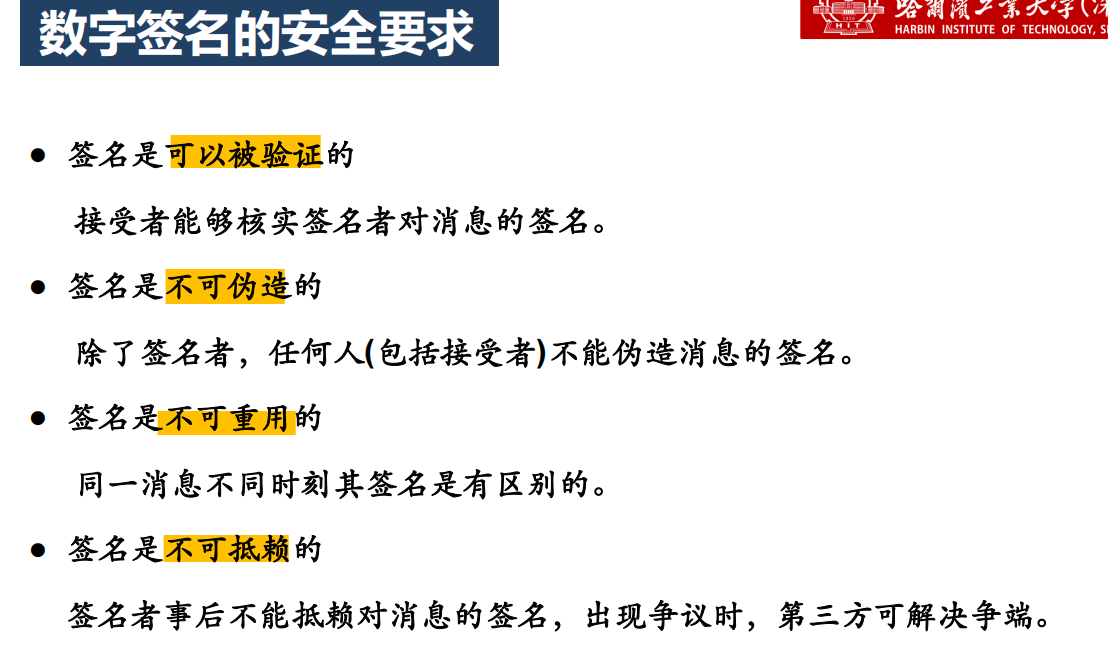 数字签名的安全要求
哈爾濱工業大学(深
HARBIN INSTITUTE OF TECHNOLOGY, S
1920
HIT
● 签名是可以被验证的
接受者能够核实签名者对消息的签名。
● 签名是不可伪造的
除了签名者，任何人(包括接受者)不能伪造消息的签名。
● 签名是不可重用的
同一消息不同时刻其签名是有区别的。
● 签名是不可抵赖的
签名者事后不能抵赖对消息的签名，出现争议时，第三方可解决争端。